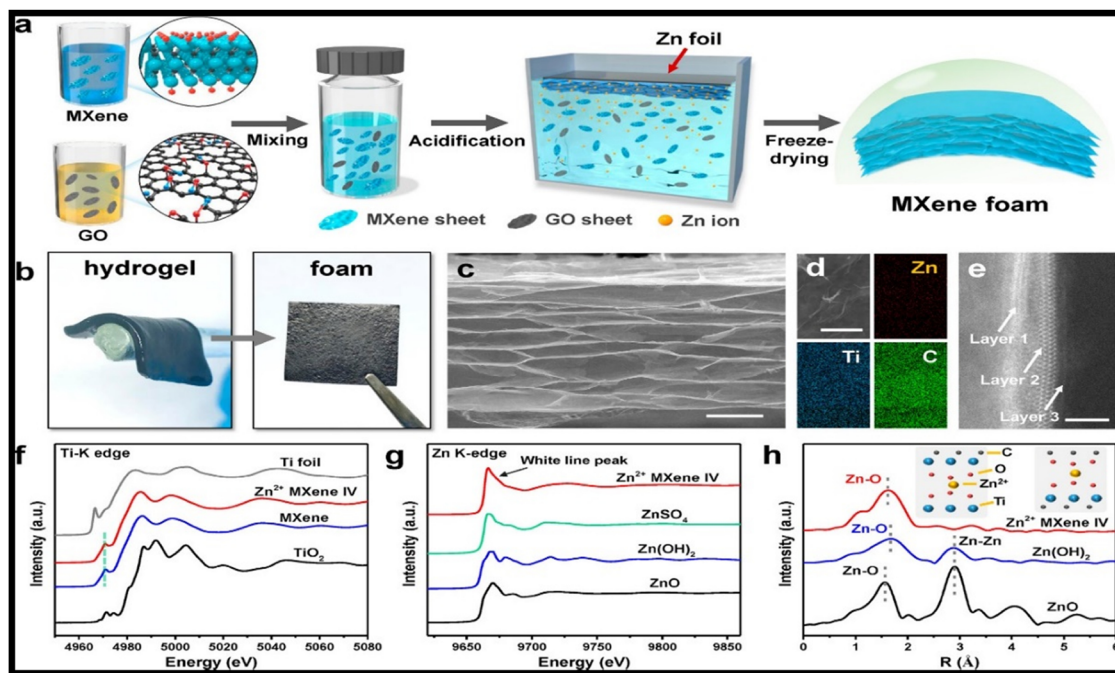 a
MXene
GO
Mixing
Acidification
Zn foil
Freeze-
drying
MXene foam
MXene sheet
GO sheet
Zn ion
b
hydrogel
foam
c
d
Zn
Ti
C
e
Layer 1
Layer 2
Layer 3
f
Ti-K edge
Ti foil
Zn²⁺ MXene IV
MXene
TiO₂
Intensity (a.u.)
4960 4980 5000 5020 5040 5060 5080
Energy (eV)
g
Zn K-edge
White line peak
Zn²⁺ MXene IV
ZnSO₄
Zn(OH)₂
ZnO
Intensity (a.u.)
9650 9700 9750 9800 9850
Energy (eV)
h
C
O
Zn²⁺
Ti
Zn-O
Zn²⁺ MXene IV
Zn-O
Zn-Zn
Zn(OH)₂
Zn-O
ZnO
Intensity (a.u.)
0 1 2 3 4 5 6
R (Å)